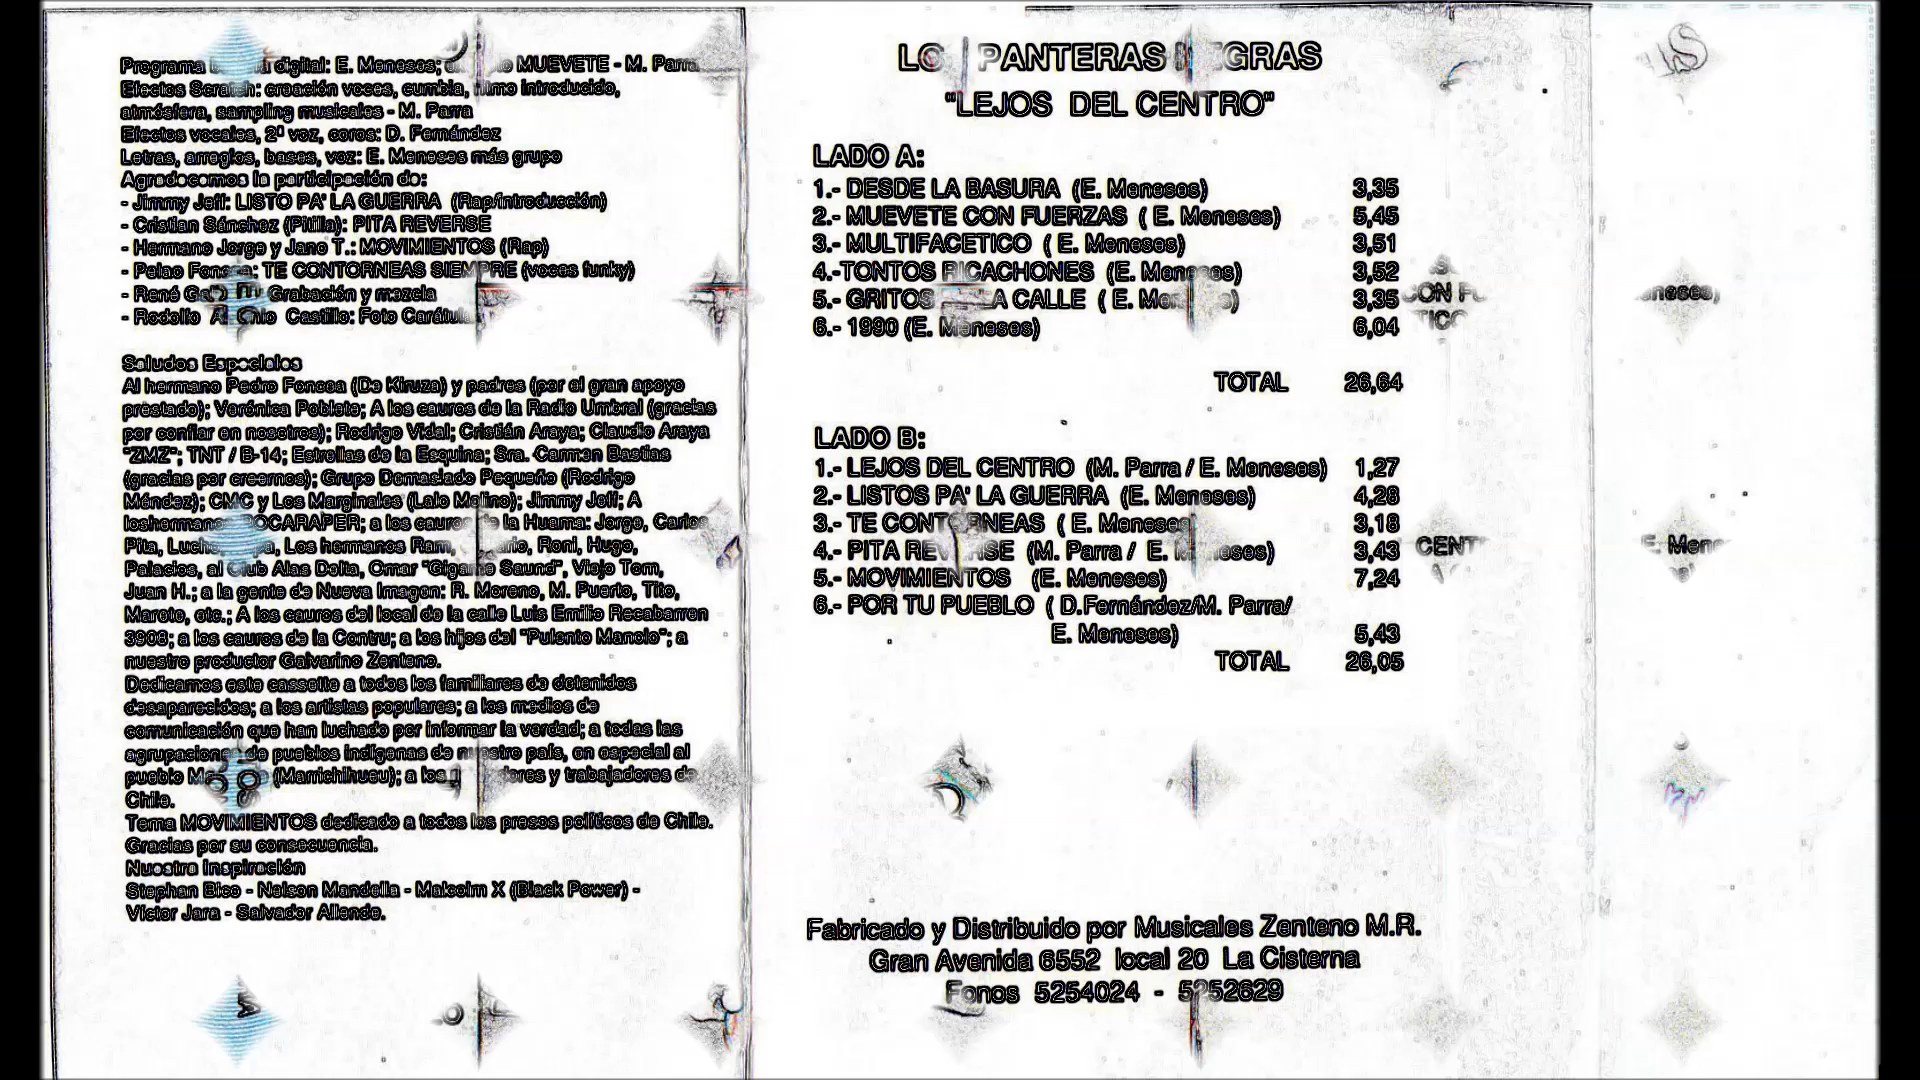 Programa digital: E. Meneses; MUEVETE - M. Parra
Efectos Scratch: creación voces, cumbia, ritmo introducido,
atmósfera, sampling musicales - M. Parra
Efectos vocales, 2ª voz, coros: D. Fernández
Letras, arreglos, bases, voz: E. Meneses más grupo
Agradecemos la participación de:
- Jimmy Jeff: LISTO PA' LA GUERRA (Rap/introducción)
- Cristian Sánchez (Pitilla): PITA REVERSE
- Hermano Jorge y Jano T.: MOVIMIENTOS (Rap)
- Pelao Foncea: TE CONTORNEAS SIEMPRE (voces funky)
- René Grabación y mezcla
- Rodolfo Castillo: Foto Carátula
Saludos Especiales
Al hermano Pedro Foncea (De Kiruza) y padres (por el gran apoyo
prestado); Verónica Poblete; A los cauros de la Radio Umbral (gracias
por confiar en nosotros); Rodrigo Vidal; Cristián Araya; Claudio Araya
"ZMZ"; TNT / B-14; Estrellas de la Esquina; Sra. Carmen Bastias
(gracias por creernos); Grupo Demasiado Pequeño (Rodrigo
Méndez); CMC y Los Marginales (Lalo Molino); Jimmy Jeff; A
loshermanos a los cauros de la Huama: Jorge, Carlos,
Pita, Los hermanos Roni, Hugo,
Palacios, al Club Alas Delta, Omar "Gigante Saund", Viejo Tom,
Juan H.; a la gente de Nueva Imagen: R. Moreno, M. Puerto, Tito,
Maroto, etc.; A los cauros del local de la calle Luis Emilio Recabarren
3908; a los cauros de la Contru; a los hijos del "Pulento Manolo"; a
nuestro productor Galvarino Zenteno.
Dedicamos este cassette a todos los familiares de detenidos
desaparecidos; a los artistas populares; a los medios de
comunicación que han luchado por informar la verdad; a todas las
agrupaciones de pueblos indígenas de nuestro país, en especial al
pueblo (Marrichihueu); a los y trabajadores de
Chile.
Tema MOVIMIENTOS dedicado a todos los presos políticos de Chile.
Gracias por su consecuencia.
Nuestra Inspiración
Stephan Bico - Nelson Mandella - Malcolm X (Black Power) -
Víctor Jara - Salvador Allende.
LOS PANTERAS NEGRAS
"LEJOS DEL CENTRO"
LADO A:
1.- DESDE LA BASURA (E. Meneses) 3,35
2.- MUEVETE CON FUERZAS ( E. Meneses) 5,45
3.- MULTIFACETICO ( E. Meneses) 3,51
4.-TONTOS RICACHONES (E. Meneses) 3,52
5.- GRITOS LA CALLE ( E. Meneses) 3,35
6.- 1990 (E. Meneses) 6,04
TOTAL 26,64
LADO B:
1.- LEJOS DEL CENTRO (M. Parra / E. Meneses) 1,27
2.- LISTOS PA' LA GUERRA (E. Meneses) 4,28
3.- TE CONTORNEAS ( E. Meneses) 3,18
4.- PITA REVERSE (M. Parra / E. Meneses) 3,43
5.- MOVIMIENTOS (E. Meneses) 7,24
6.- POR TU PUEBLO ( D.Fernández/M. Parra/
E. Meneses) 5,43
TOTAL 26,05
Fabricado y Distribuido por Musicales Zenteno M.R.
Gran Avenida 6552 local 20 La Cisterna
Fonos 5254024 - 5252629